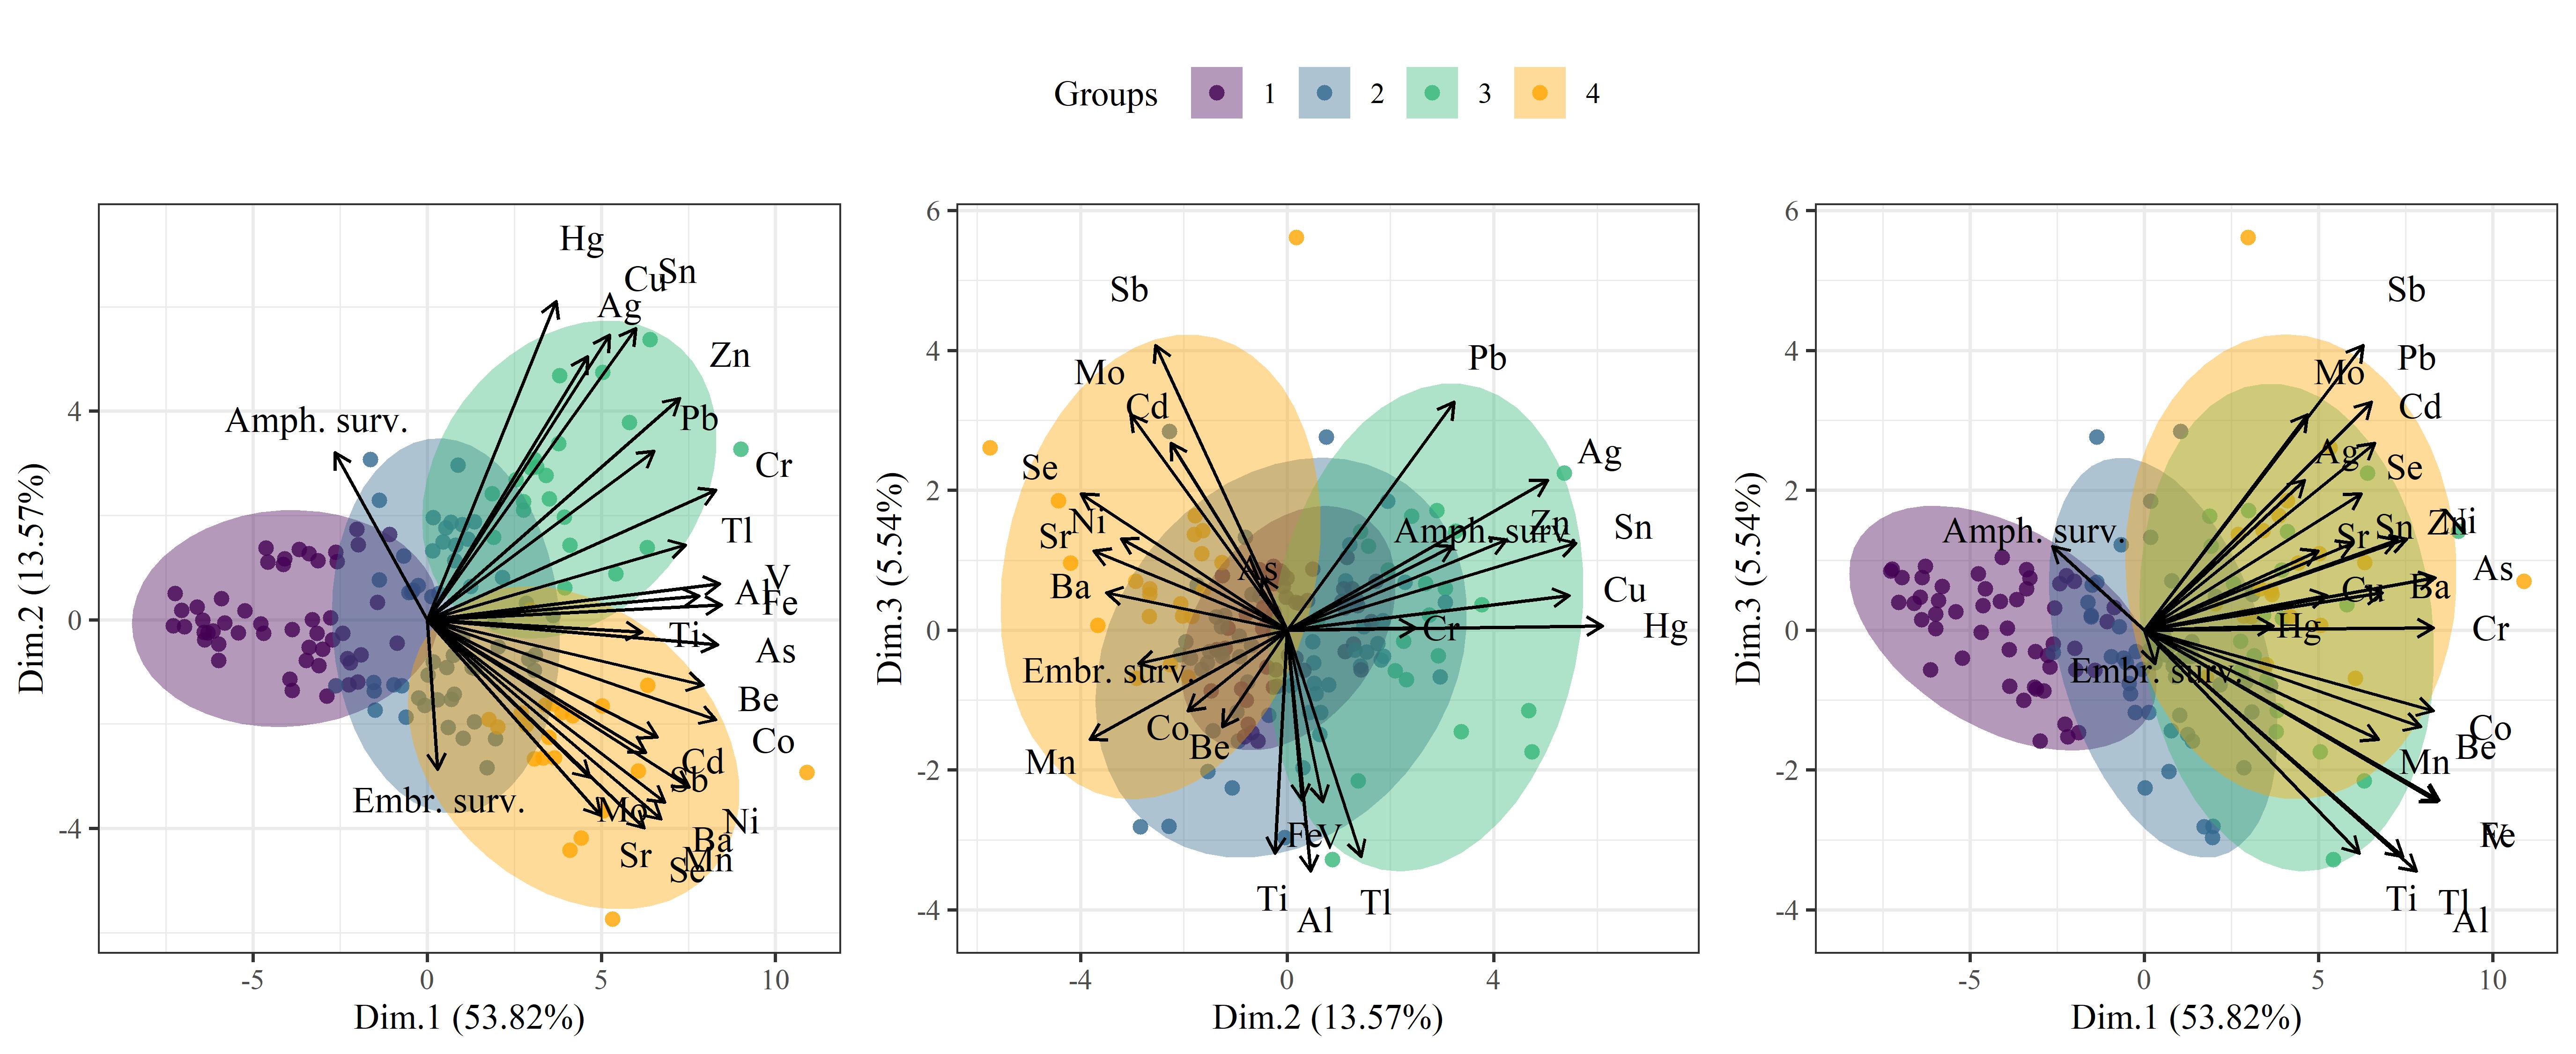 Groups 1 2 3 4
Hg
Cu
Sn
Ag
Zn
Amph. surv.
Pb
Cr
Tl
V
Al
Fe
Ti
As
Be
Co
Cd
Sb
Embr. surv.
Mo
Ni
Ba
Sr
Mn
Se
4
0
-4
-5 0 5 10
Dim.1 (53.82%)
Dim.2 (13.57%)
6
4
2
0
-2
-4
Sb
Pb
Mo
Cd
Ag
Se
Ni
Sr
Amph. surv.
Zn
Sn
As
Ba
Cu
Cr
Hg
Embr. surv.
Co
Be
Mn
Fe
V
Ti
Al
Tl
-4 0 4
Dim.2 (13.57%)
Dim.3 (5.54%)
6
4
2
0
-2
-4
Sb
Pb
Mo
Cd
Ag
Se
Amph. surv.
Sr
Sn
Zn
Ni
As
Cu
Ba
Hg
Cr
Embr. surv.
Co
Be
Mn
Fe
V
Ti
Tl
Al
-5 0 5 10
Dim.1 (53.82%)
Dim.3 (5.54%)